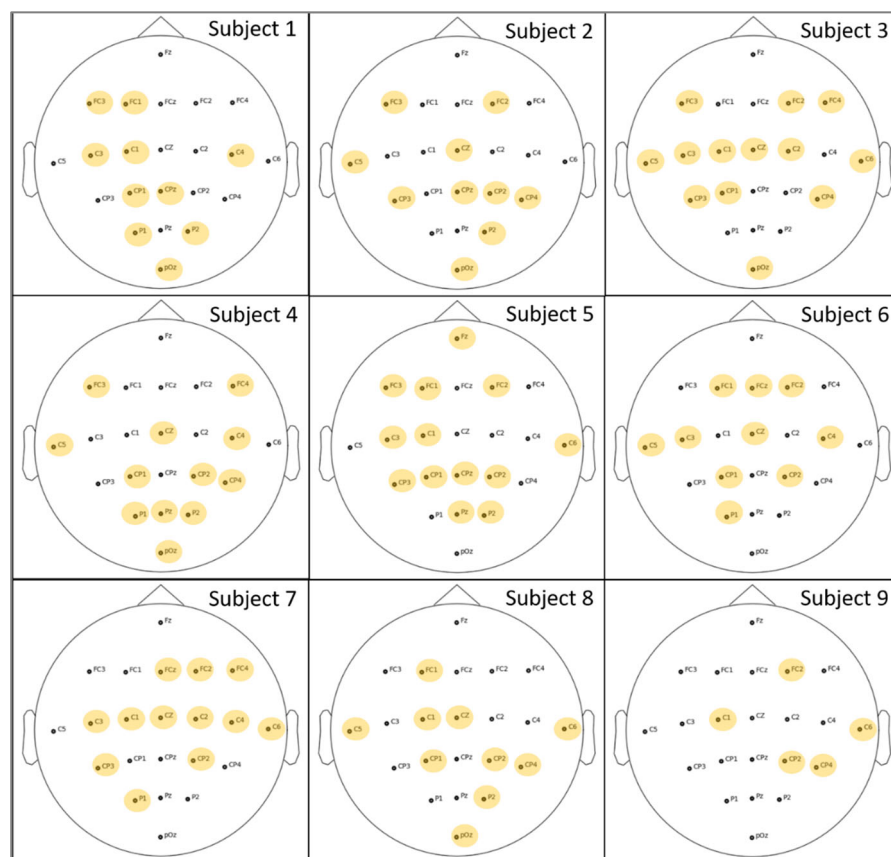 Subject 1
Fz
FC3 FC1 FCz FC2 FC4
C5 C3 C1 CZ C2 C4 C6
CP3 CP1 CPz CP2 CP4
P1 Pz P2
pOz
Subject 2
Fz
FC3 FC1 FCz FC2 FC4
C5 C3 C1 CZ C2 C4 C6
CP3 CP1 CPz CP2 CP4
P1 Pz P2
pOz
Subject 3
Fz
FC3 FC1 FCz FC2 FC4
C5 C3 C1 CZ C2 C4 C6
CP3 CP1 CPz CP2 CP4
P1 Pz P2
pOz
Subject 4
Fz
FC3 FC1 FCz FC2 FC4
C5 C3 C1 CZ C2 C4 C6
CP3 CP1 CPz CP2 CP4
P1 Pz P2
pOz
Subject 5
Fz
FC3 FC1 FCz FC2 FC4
C5 C3 C1 CZ C2 C4 C6
CP3 CP1 CPz CP2 CP4
P1 Pz P2
pOz
Subject 6
Fz
FC3 FC1 FCz FC2 FC4
C5 C3 C1 CZ C2 C4 C6
CP3 CP1 CPz CP2 CP4
P1 Pz P2
pOz
Subject 7
Fz
FC3 FC1 FCz FC2 FC4
C5 C3 C1 CZ C2 C4 C6
CP3 CP1 CPz CP2 CP4
P1 Pz P2
pOz
Subject 8
Fz
FC3 FC1 FCz FC2 FC4
C5 C3 C1 CZ C2 C4 C6
CP3 CP1 CPz CP2 CP4
P1 Pz P2
pOz
Subject 9
Fz
FC3 FC1 FCz FC2 FC4
C5 C3 C1 CZ C2 C4 C6
CP3 CP1 CPz CP2 CP4
P1 Pz P2
pOz